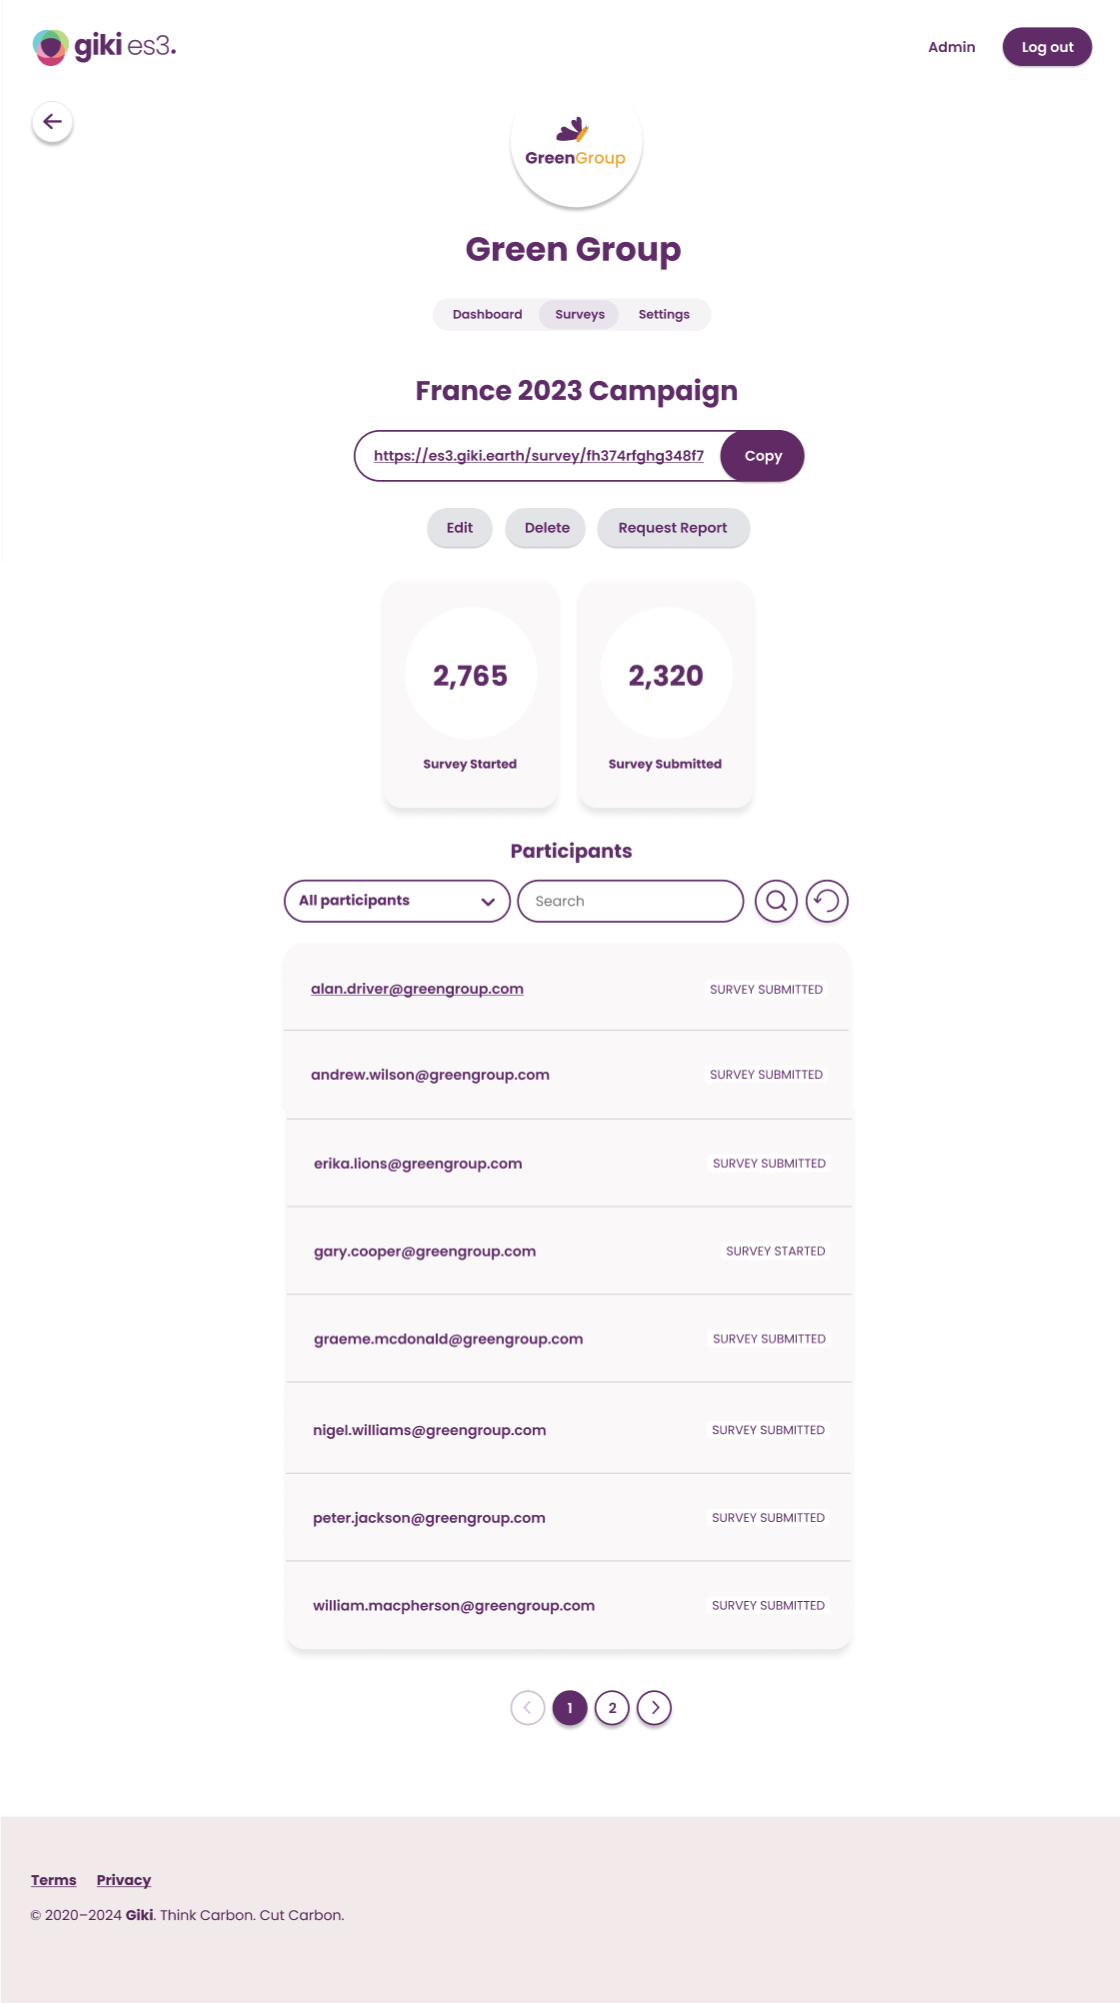 giki es3.
Admin
Log out
GreenGroup
Green Group
Dashboard
Surveys
Settings
France 2023 Campaign
https://es3.giki.earth/survey/fh374rfghg348f7
Copy
Edit
Delete
Request Report
2,765
2,320
Survey Started
Survey Submitted
Participants
All participants
Search
alan.driver@greengroup.com
SURVEY SUBMITTED
andrew.wilson@greengroup.com
SURVEY SUBMITTED
erika.lions@greengroup.com
SURVEY SUBMITTED
gary.cooper@greengroup.com
SURVEY STARTED
graeme.mcdonald@greengroup.com
SURVEY SUBMITTED
nigel.williams@greengroup.com
SURVEY SUBMITTED
peter.jackson@greengroup.com
SURVEY SUBMITTED
william.macpherson@greengroup.com
SURVEY SUBMITTED
1
2
Terms
Privacy
© 2020–2024 Giki. Think Carbon. Cut Carbon.